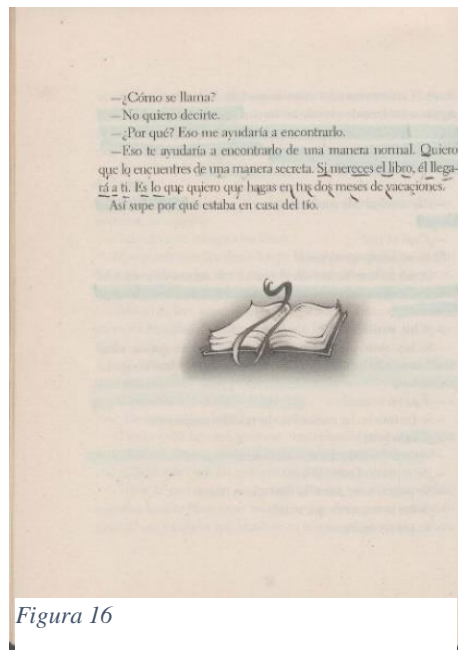 —¿Cómo se llama?
—No quiero decirte.
—¿Por qué? Eso me ayudaría a encontrarlo.
—Eso te ayudaría a encontrarlo de una manera normal. Quiero
que lo encuentres de una manera secreta. Si mereces el libro, él llega-
rá a ti. Es lo que quiero que hagas en tus dos meses de vacaciones.
Así supe por qué estaba en casa del tío.
Figura 16